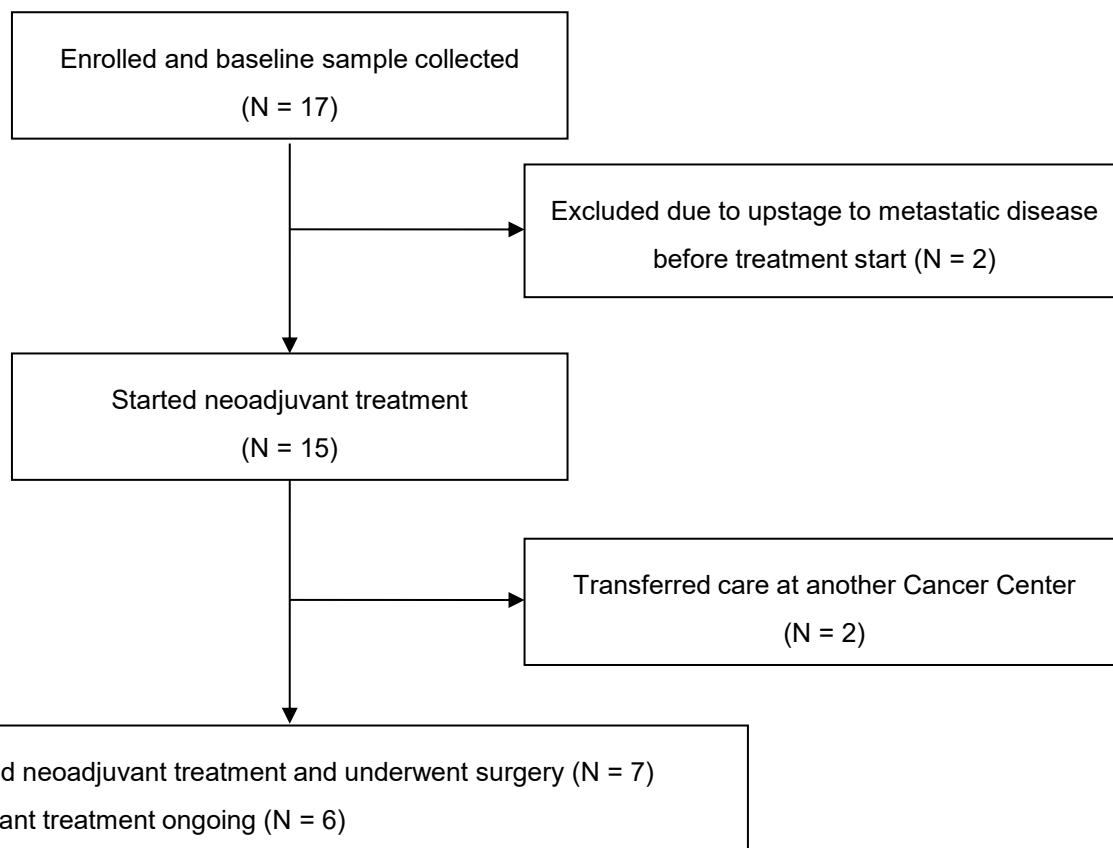 Enrolled and baseline sample collected
(N = 17)
Excluded due to upstage to metastatic disease
before treatment start (N = 2)
Started neoadjuvant treatment
(N = 15)
Transferred care at another Cancer Center
(N = 2)
neoadjuvant treatment and underwent surgery (N = 7)
treatment ongoing (N = 6)